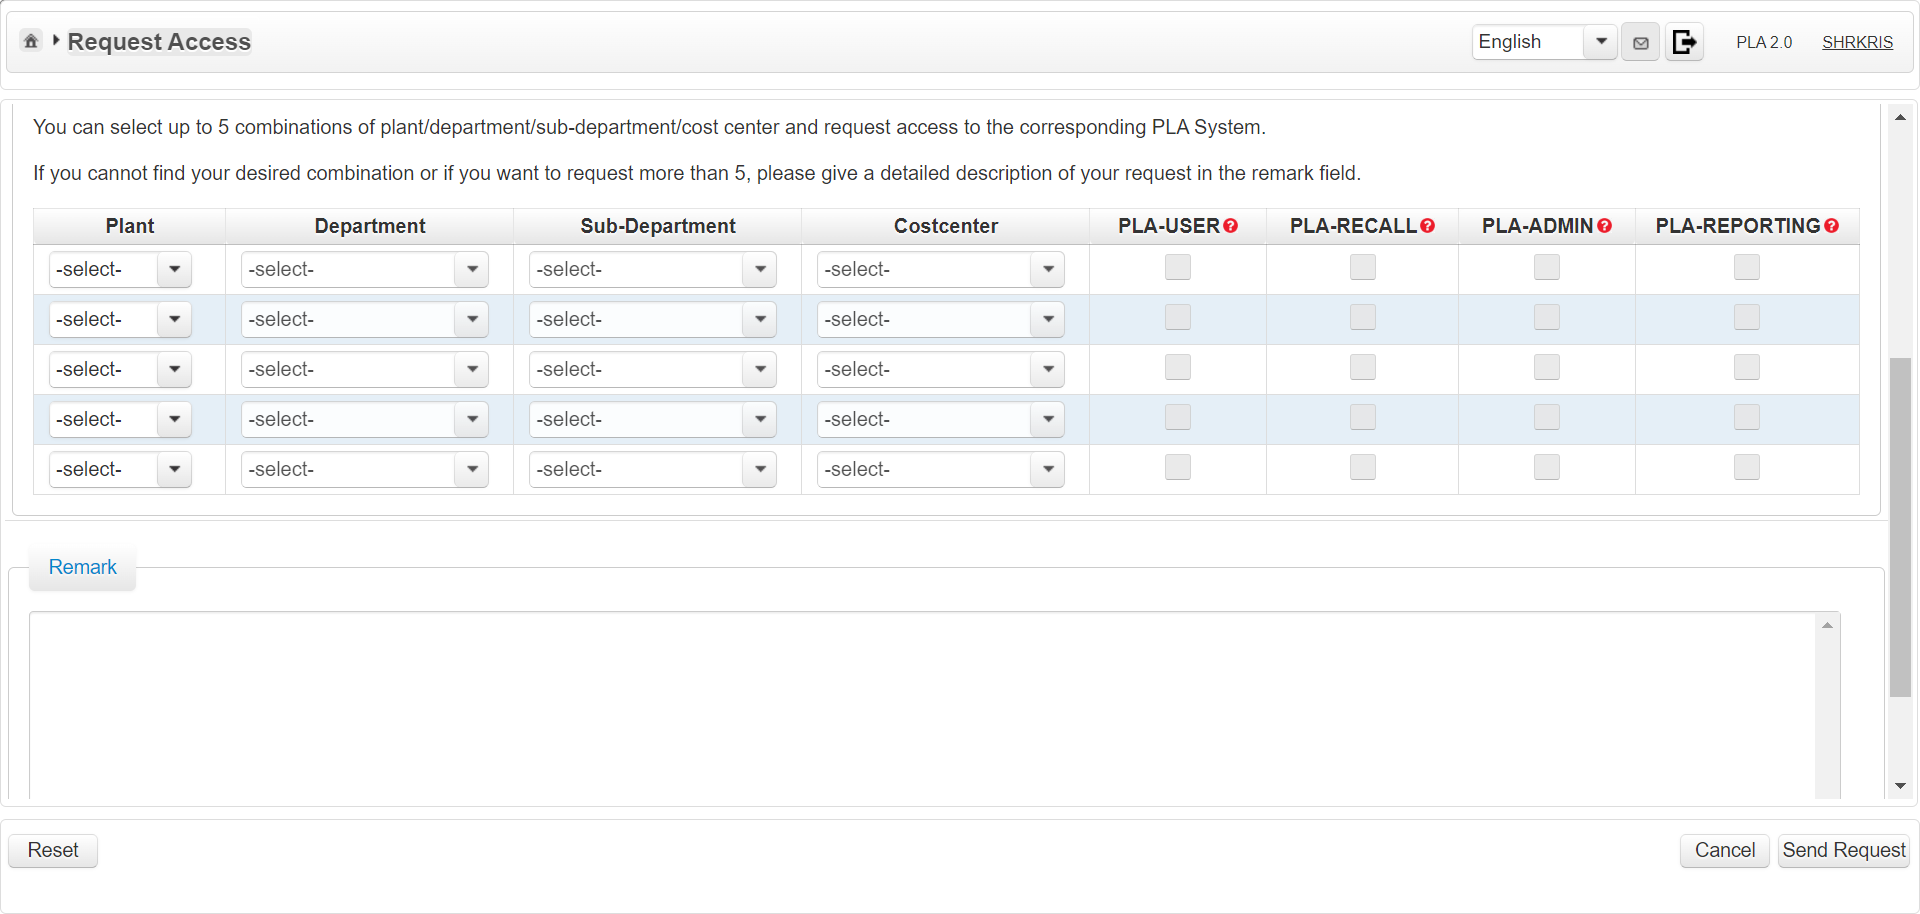 Request Access
English
PLA 2.0
SHRKRIS
You can select up to 5 combinations of plant/department/sub-department/cost center and request access to the corresponding PLA System.
If you cannot find your desired combination or if you want to request more than 5, please give a detailed description of your request in the remark field.
Plant Department Sub-Department Costcenter PLA-USER PLA-RECALL PLA-ADMIN PLA-REPORTING
-select- -select- -select- -select-
-select- -select- -select- -select-
-select- -select- -select- -select-
-select- -select- -select- -select-
-select- -select- -select- -select-
Remark
Reset Cancel Send Request